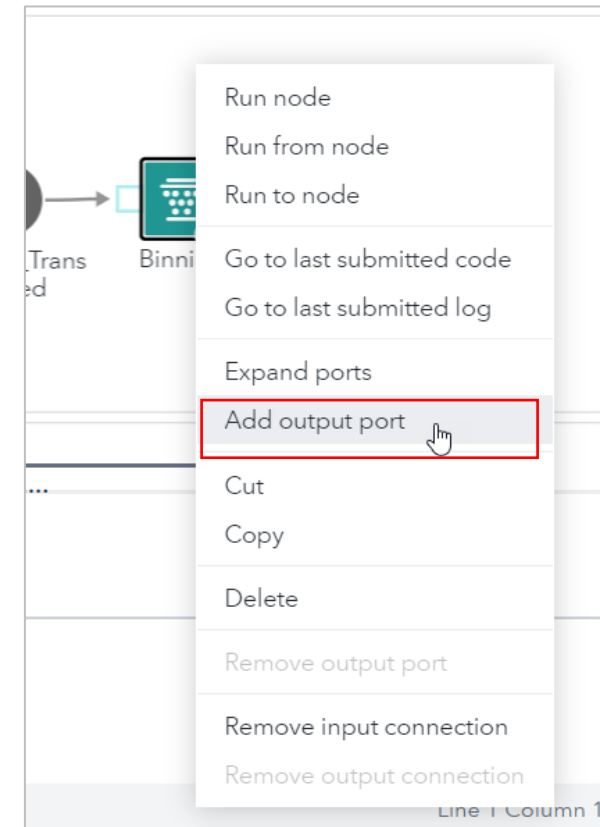 Run node
Run from node
Run to node
_Trans
ed
Binni
Go to last submitted code
Go to last submitted log
Expand ports
Add output port
...
Cut
Copy
Delete
Remove output port
Remove input connection
Remove output connection
Line 1 Column 1